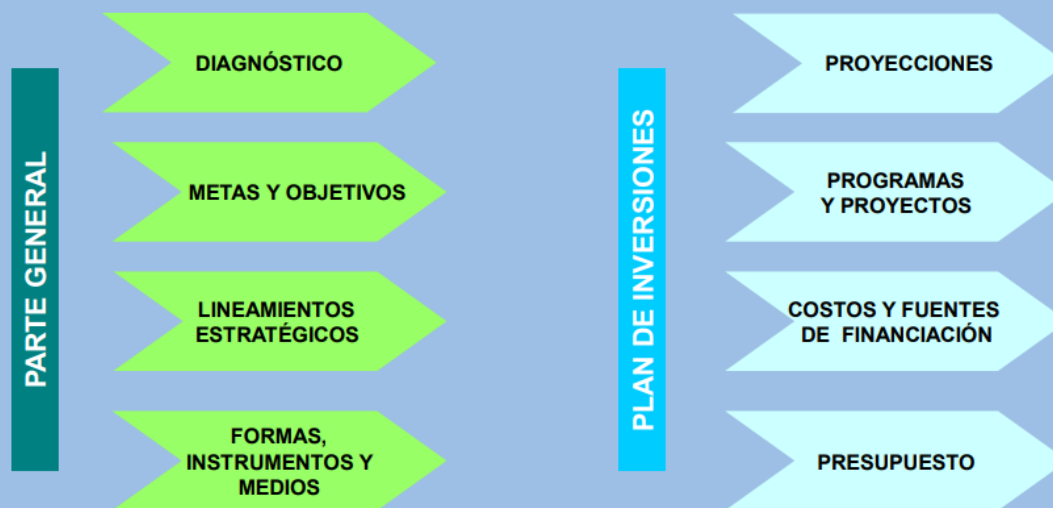 PARTE GENERAL
DIAGNÓSTICO
METAS Y OBJETIVOS
LINEAMIENTOS
ESTRATÉGICOS
FORMAS,
INSTRUMENTOS Y
MEDIOS
PLAN DE INVERSIONES
PROYECCIONES
PROGRAMAS
Y PROYECTOS
COSTOS Y FUENTES
DE FINANCIACIÓN
PRESUPUESTO